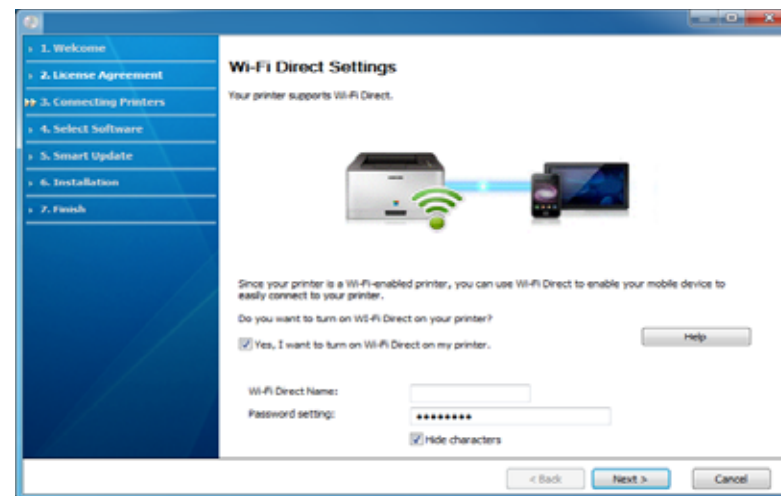 1. Welcome
2. License Agreement
3. Connecting Printers
4. Select Software
5. Smart Update
6. Installation
7. Finish
Wi-Fi Direct Settings
Your printer supports Wi-Fi Direct.
Since your printer is a Wi-Fi-enabled printer, you can use Wi-Fi Direct to enable your mobile device to
easily connect to your printer.
Do you want to turn on Wi-Fi Direct on your printer?
Yes, I want to turn on Wi-Fi Direct on my printer.
Help
Wi-Fi Direct Name:
Password setting:
Hide characters
< Back
Next >
Cancel